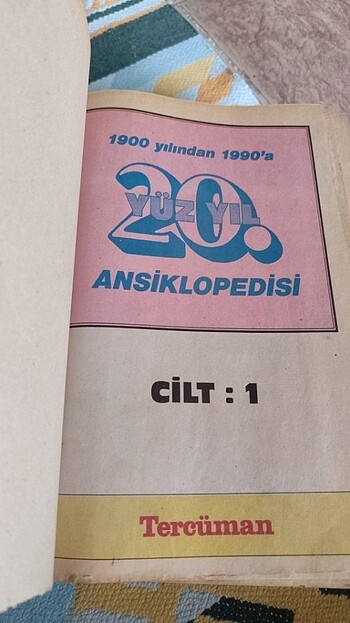 1900 yılından 1990'a
20.
YÜZ YIL
ANSİKLOPEDİSİ
CİLT : 1
Tercüman